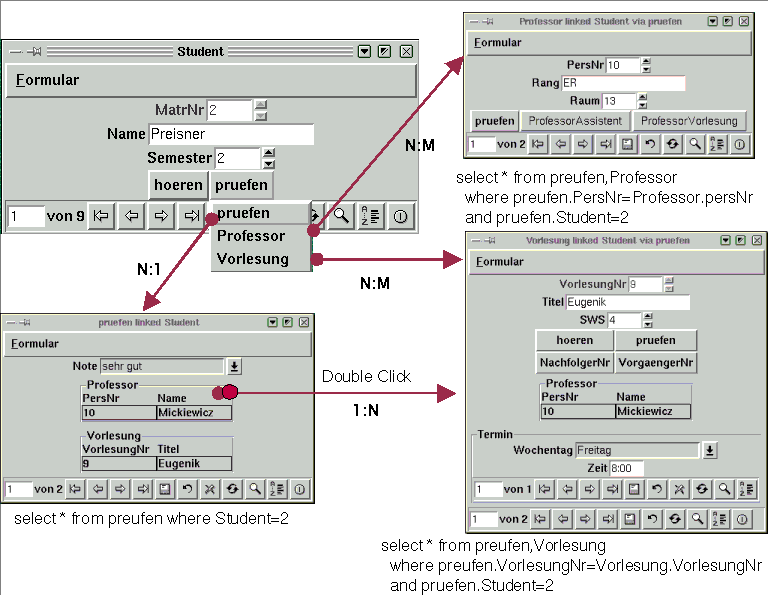 Student
Formular
MatrNr 2
Name Preisner
Semester 2
hoeren pruefen
1 von 9
pruefen
Professor
Vorlesung
N:M
N:1
N:M
Professor linked Student via pruefen
Formular
PersNr 10
Rang ER
Raum 13
pruefen ProfessorAssistent ProfessorVorlesung
1 von 2
select * from preufen,Professor
where preufen.PersNr=Professor.persNr
and pruefen.Student=2
pruefen linked Student
Formular
Note sehr gut
Professor
PersNr Name
10 Mickiewicz
Vorlesung
VorlesungNr Titel
9 Eugenik
1 von 2
select * from preufen where Student=2
Double Click
1:N
Vorlesung linked Student via pruefen
Formular
VorlesungNr 9
Titel Eugenik
SWS 4
hoeren pruefen
NachfolgerNr VorgaengerNr
Professor
PersNr Name
10 Mickiewicz
Termin
Wochentag Freitag
Zeit 8:00
1 von 1
1 von 2
select * from preufen,Vorlesung
where preufen.VorlesungNr=Vorlesung.VorlesungNr
and pruefen.Student=2